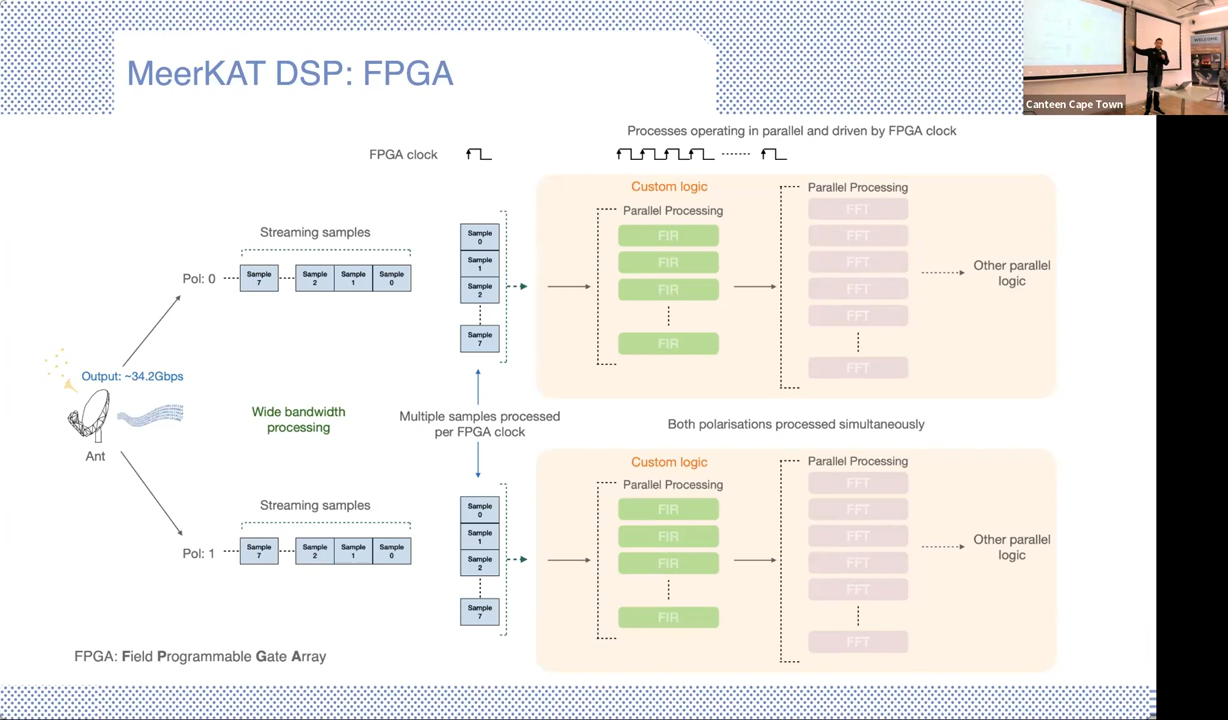 MeerKAT DSP: FPGA
WELCOME
Canteen Cape Town
Processes operating in parallel and driven by FPGA clock
FPGA clock
Custom logic
Parallel Processing
Parallel Processing
FFT
FFT
FFT
FFT
FFT
FFT
FIR
FIR
FIR
FIR
Other parallel
logic
Streaming samples
Pol: 0
Sample
7
Sample
2
Sample
1
Sample
0
Sample
0
Sample
1
Sample
2
Sample
7
Output: ~34.2Gbps
Ant
Wide bandwidth
processing
Multiple samples processed
per FPGA clock
Both polarisations processed simultaneously
Custom logic
Parallel Processing
Parallel Processing
FFT
FFT
FFT
FFT
FFT
FFT
FIR
FIR
FIR
FIR
Other parallel
logic
Streaming samples
Pol: 1
Sample
7
Sample
2
Sample
1
Sample
0
Sample
0
Sample
1
Sample
2
Sample
7
FPGA: Field Programmable Gate Array